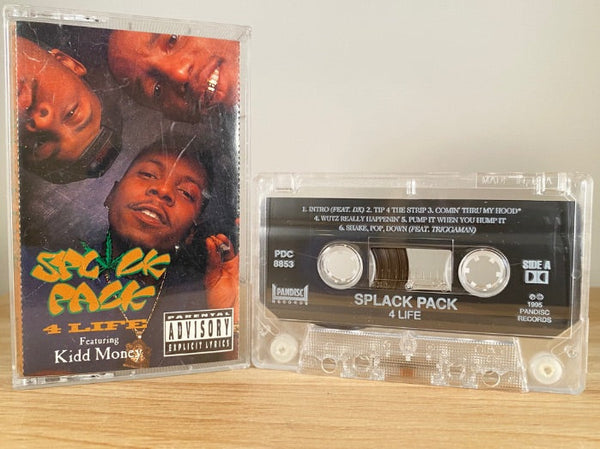 SPLACK
PACK
4 LIFE
Featuring
Kidd Money
PARENTAL
ADVISORY
EXPLICIT LYRICS
1. INTRO (FEAT. DX) 2. TIP 4 THE STRIP 3. COMIN' THRU MY HOOD*
4. WUTZ REALLY HAPPENIN' 5. PUMP IT WHEN YOU HUMP IT
6. SHAKE, POP, DOWN (FEAT. TRIGGAMAN)
PDC
8853
SIDE A
PANDISC
RECORDS
SPLACK PACK
4 LIFE
℗ ©
1995
PANDISC
RECORDS